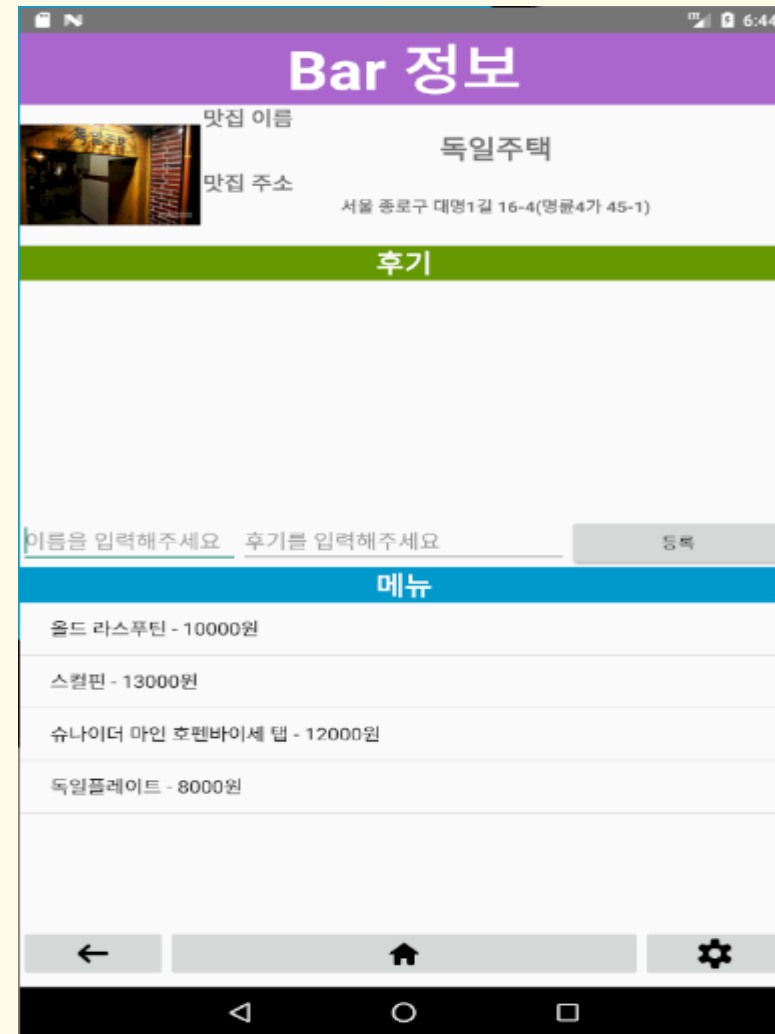 6:44
Bar 정보
독일주택
맛집 이름
독일주택
맛집 주소
서울 종로구 대명1길 16-4(명륜4가 45-1)
후기
이름을 입력해주세요 후기를 입력해주세요 등록
메뉴
올드 라스푸틴 - 10000원
스컬핀 - 13000원
슈나이더 마인 호펜바이세 탭 - 12000원
독일플레이트 - 8000원